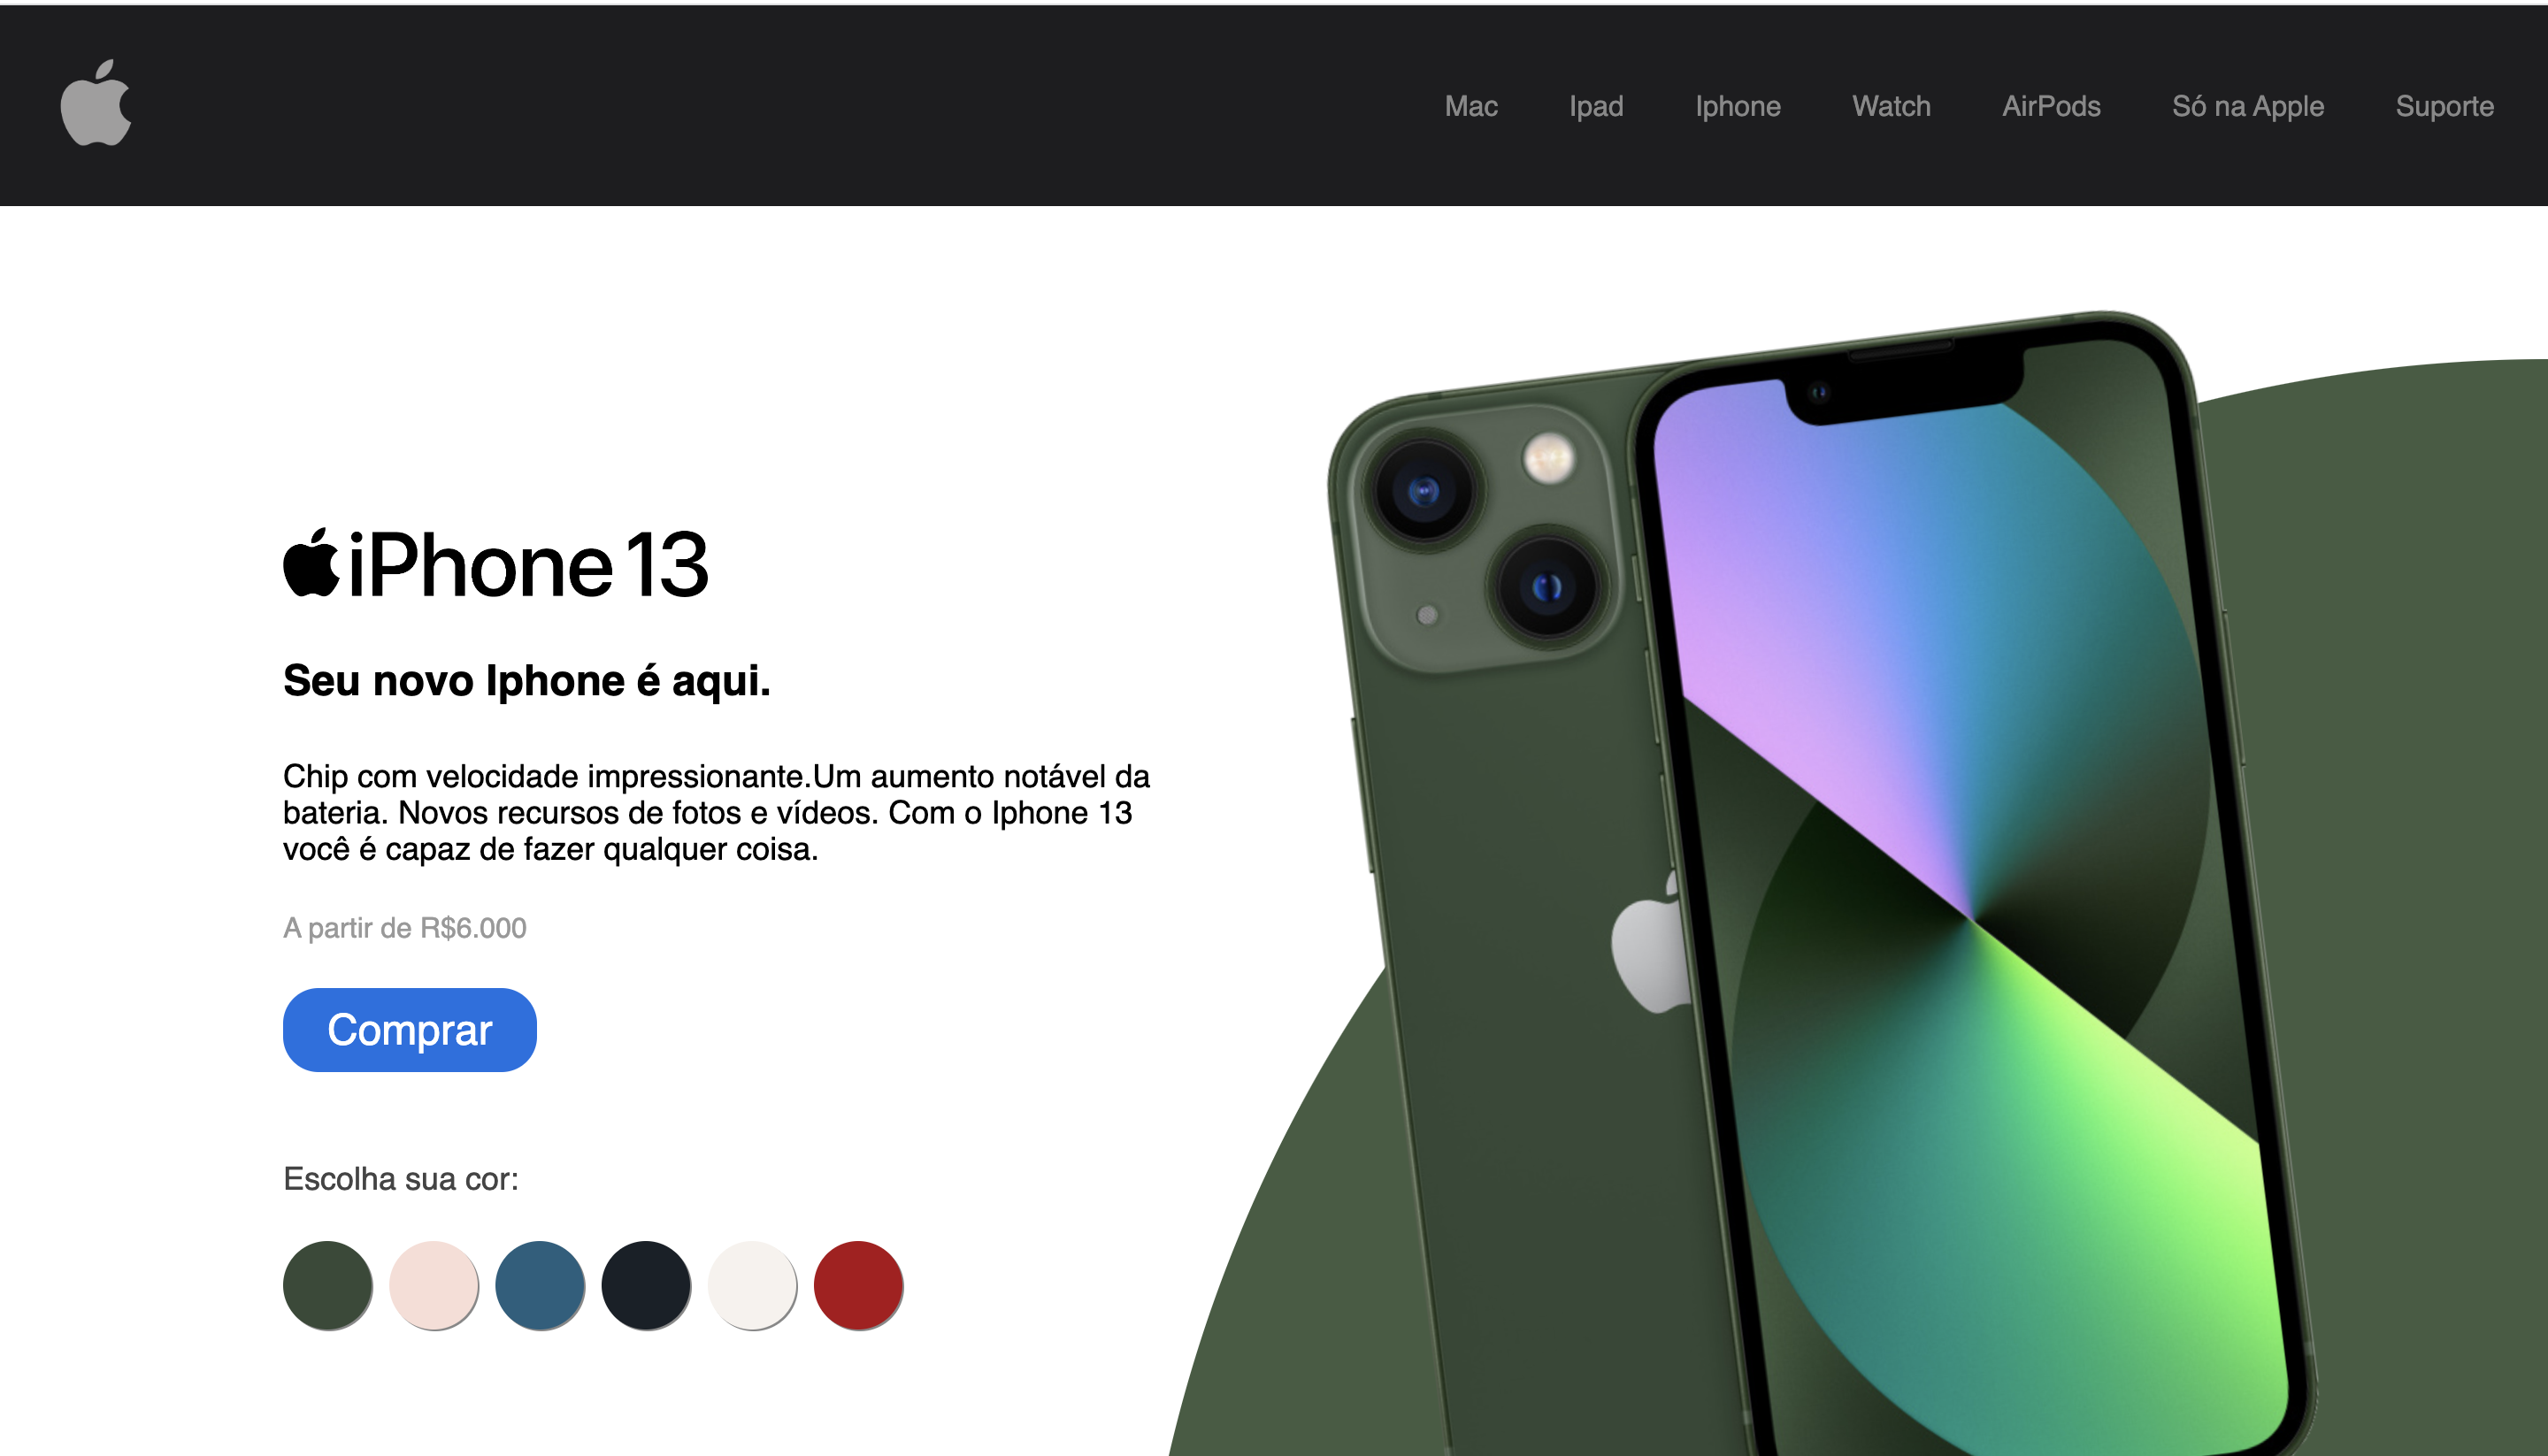 Mac Ipad Iphone Watch AirPods Só na Apple Suporte
iPhone 13
Seu novo Iphone é aqui.
Chip com velocidade impressionante.Um aumento notável da
bateria. Novos recursos de fotos e vídeos. Com o Iphone 13
você é capaz de fazer qualquer coisa.
A partir de R$6.000
Comprar
Escolha sua cor: